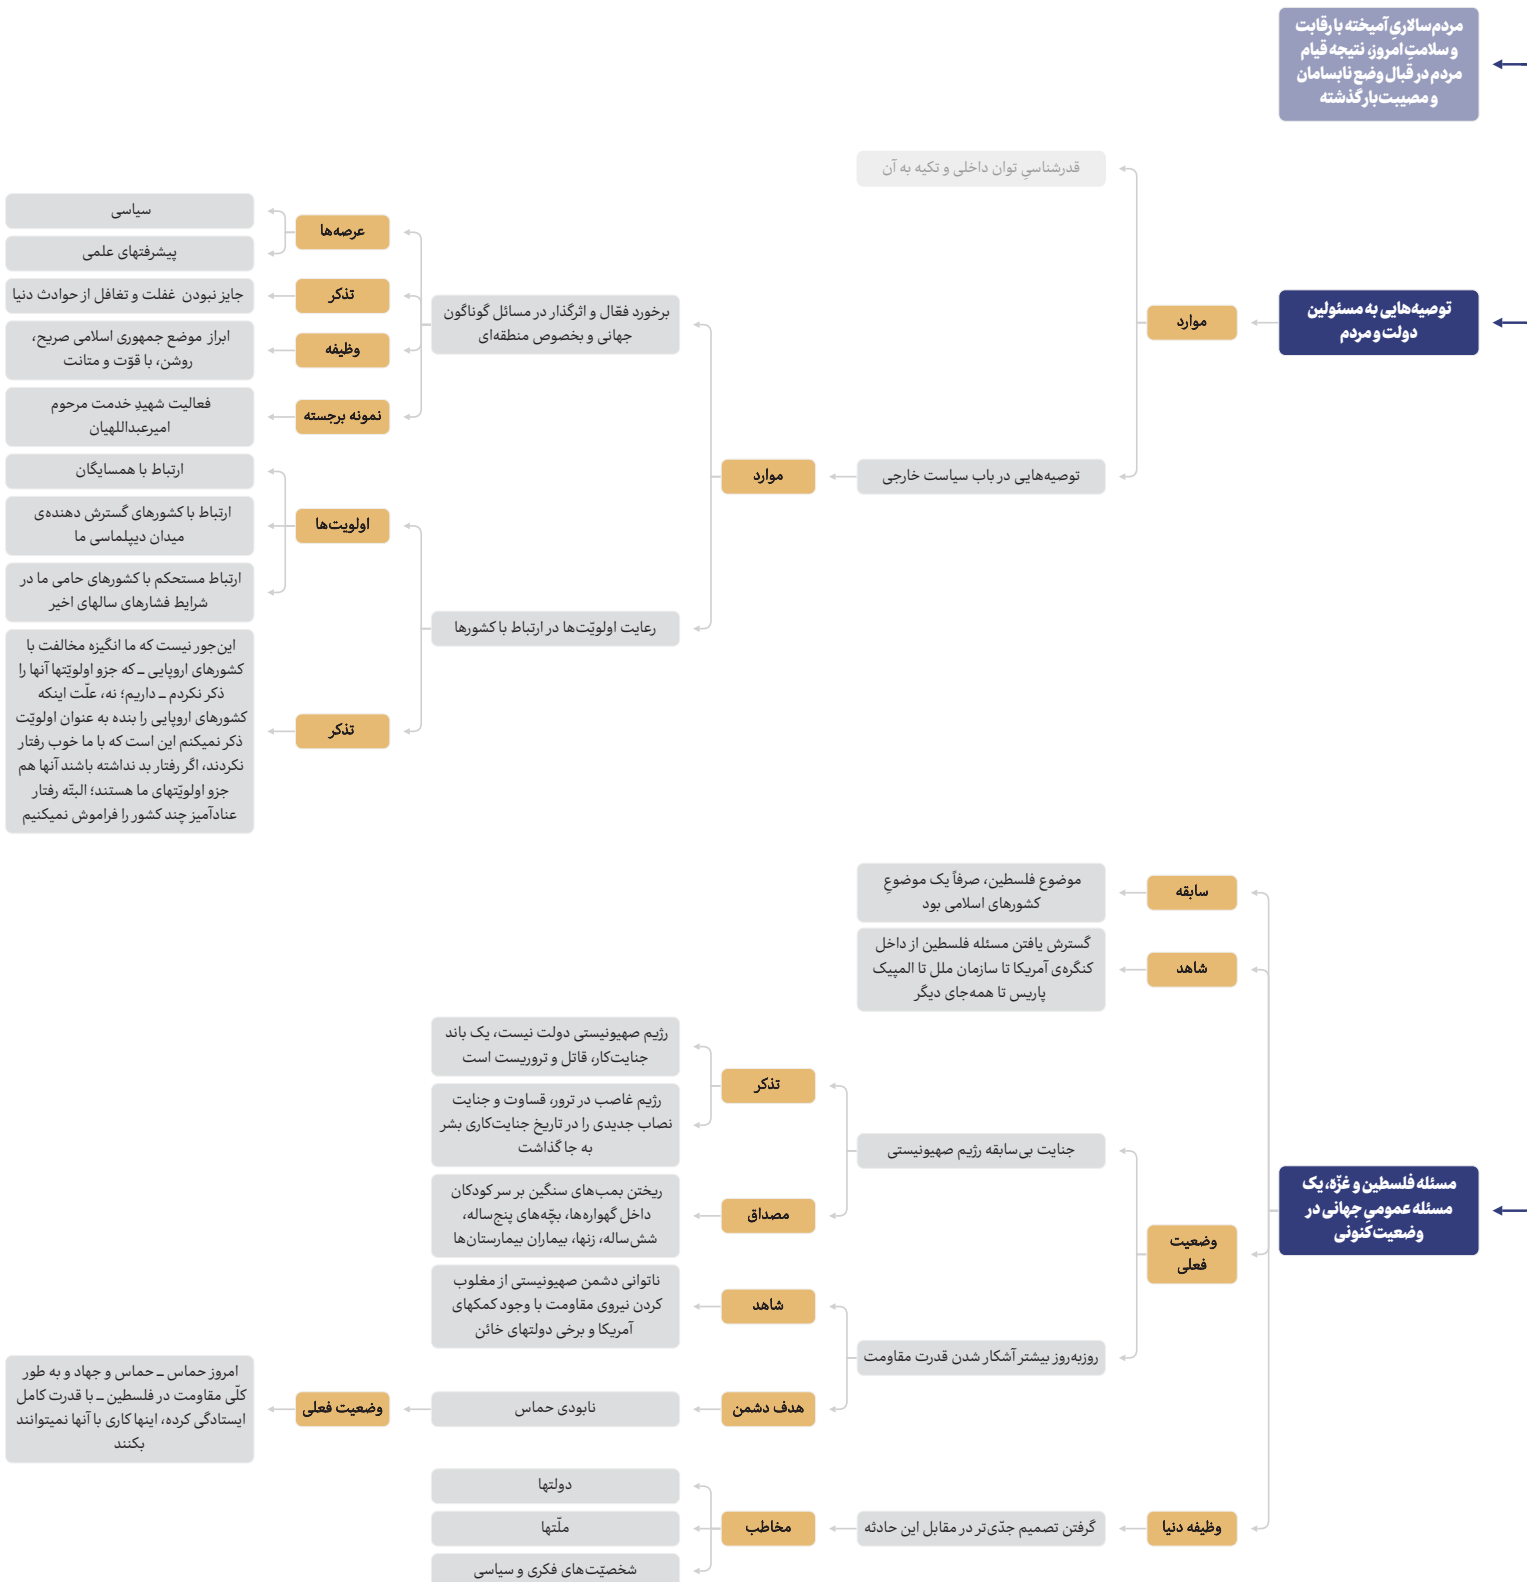 مردم‌سالاریِ آمیخته با رقابت
و سلامتِ امروز، نتیجه قیام
مردم در قبال وضع نابسامان
و مصیبت‌بار گذشته
توصیه‌هایی به مسئولین
دولت و مردم
موارد
قدرشناسیِ توان داخلی و تکیه به آن
توصیه‌هایی در باب سیاست خارجی
موارد
برخورد فعّال و اثرگذار در مسائل گوناگون
جهانی و بخصوص منطقه‌ای
عرصه‌ها
سیاسی
پیشرفتهای علمی
تذکر
جایز نبودن غفلت و تغافل از حوادث دنیا
وظیفه
ابراز موضع جمهوری اسلامی صریح،
روشن، با قوّت و متانت
نمونه برجسته
فعالیت شهیدِ خدمت مرحوم
امیرعبداللهیان
رعایت اولویّت‌ها در ارتباط با کشورها
اولویت‌ها
ارتباط با همسایگان
ارتباط با کشورهای گسترش دهنده‌ی
میدان دیپلماسی ما
ارتباط مستحکم با کشورهای حامی ما در
شرایط فشارهای سالهای اخیر
تذکر
این‌جور نیست که ما انگیزه مخالفت با
کشورهای اروپایی ــ که جزو اولویّتها آنها را
ذکر نکردم ــ داریم؛ نه، علّت اینکه
کشورهای اروپایی را بنده به عنوان اولویّت
ذکر نمیکنم این است که با ما خوب رفتار
نکردند، اگر رفتار بد نداشته باشند آنها هم
جزو اولویّتهای ما هستند؛ البتّه رفتار
عنادآمیز چند کشور را فراموش نمیکنیم
مسئله فلسطین و غزّه، یک
مسئله عمومیِ جهانی در
وضعیت کنونی
سابقه
موضوع فلسطین، صرفاً یک موضوعِ
کشورهای اسلامی بود
شاهد
گسترش یافتن مسئله فلسطین از داخل
کنگره‌ی آمریکا تا سازمان ملل تا المپیک
پاریس تا همه‌جای دیگر
وضعیت
فعلی
جنایت بی‌سابقه رژیم صهیونیستی
تذکر
رژیم صهیونیستی دولت نیست، یک باند
جنایت‌کار، قاتل و تروریست است
رژیم غاصب در ترور، قساوت و جنایت
نصاب جدیدی را در تاریخ جنایت‌کاری بشر
به جا گذاشت
مصداق
ریختن بمب‌های سنگین بر سر کودکان
داخل گهواره‌ها، بچّه‌های پنج‌ساله،
شش‌ساله، زنها، بیماران بیمارستان‌ها
روزبه‌روز بیشتر آشکار شدن قدرت مقاومت
شاهد
ناتوانی دشمن صهیونیستی از مغلوب
کردن نیروی مقاومت با وجود کمکهای
آمریکا و برخی دولتهای خائن
هدف دشمن
نابودی حماس
وضعیت فعلی
امروز حماس ــ حماس و جهاد و به طور
کلّی مقاومت در فلسطین ــ با قدرت کامل
ایستادگی کرده، اینها کاری با آنها نمیتوانند
بکنند
وظیفه دنیا
گرفتن تصمیم جدّی‌تر در مقابل این حادثه
مخاطب
دولتها
ملّتها
شخصیّت‌های فکری و سیاسی